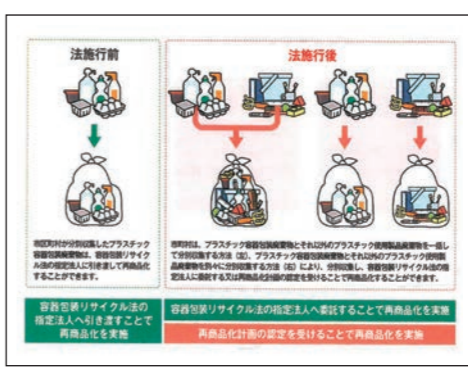 法施行前
市区町村が分別収集したプラスチック
容器包装廃棄物は、容器包装リサイク
ル法の指定法人に引き渡して再商品化
することができます。
容器包装リサイクル法の
指定法人へ引き渡すことで
再商品化を実施
法施行後
市町村は、プラスチック容器包装廃棄物とそれ以外のプラスチック使用製品廃棄物を一括し
て分別収集する方法（左）、プラスチック容器包装廃棄物とそれ以外のプラスチック使用製
品廃棄物を別々に分別収集する方法（右）により、分別収集し、容器包装リサイクル法の指
定法人に委託する又は再商品化計画の認定を受けることで再商品化することができます。
容器包装リサイクル法の指定法人へ委託することで再商品化を実施
再商品化計画の認定を受けることで再商品化を実施